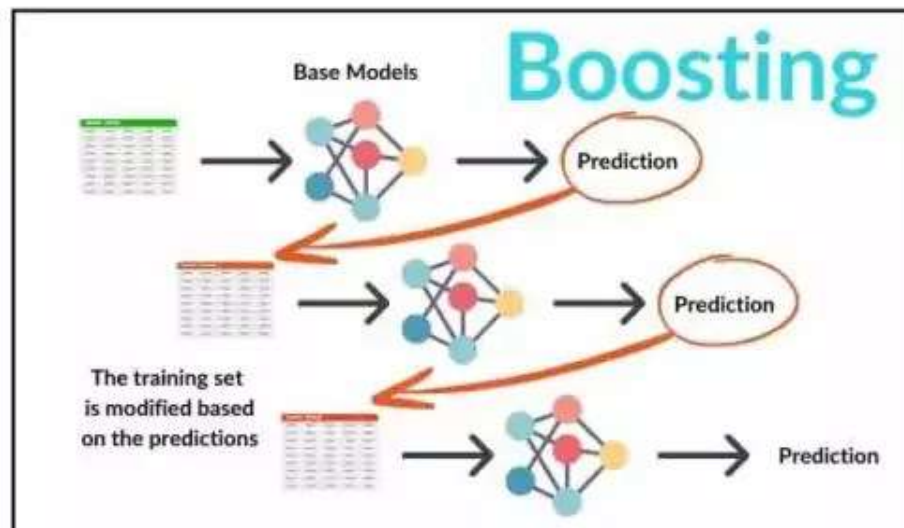 Boosting
Base Models
Prediction
Prediction
The training set
is modified based
on the predictions
Prediction